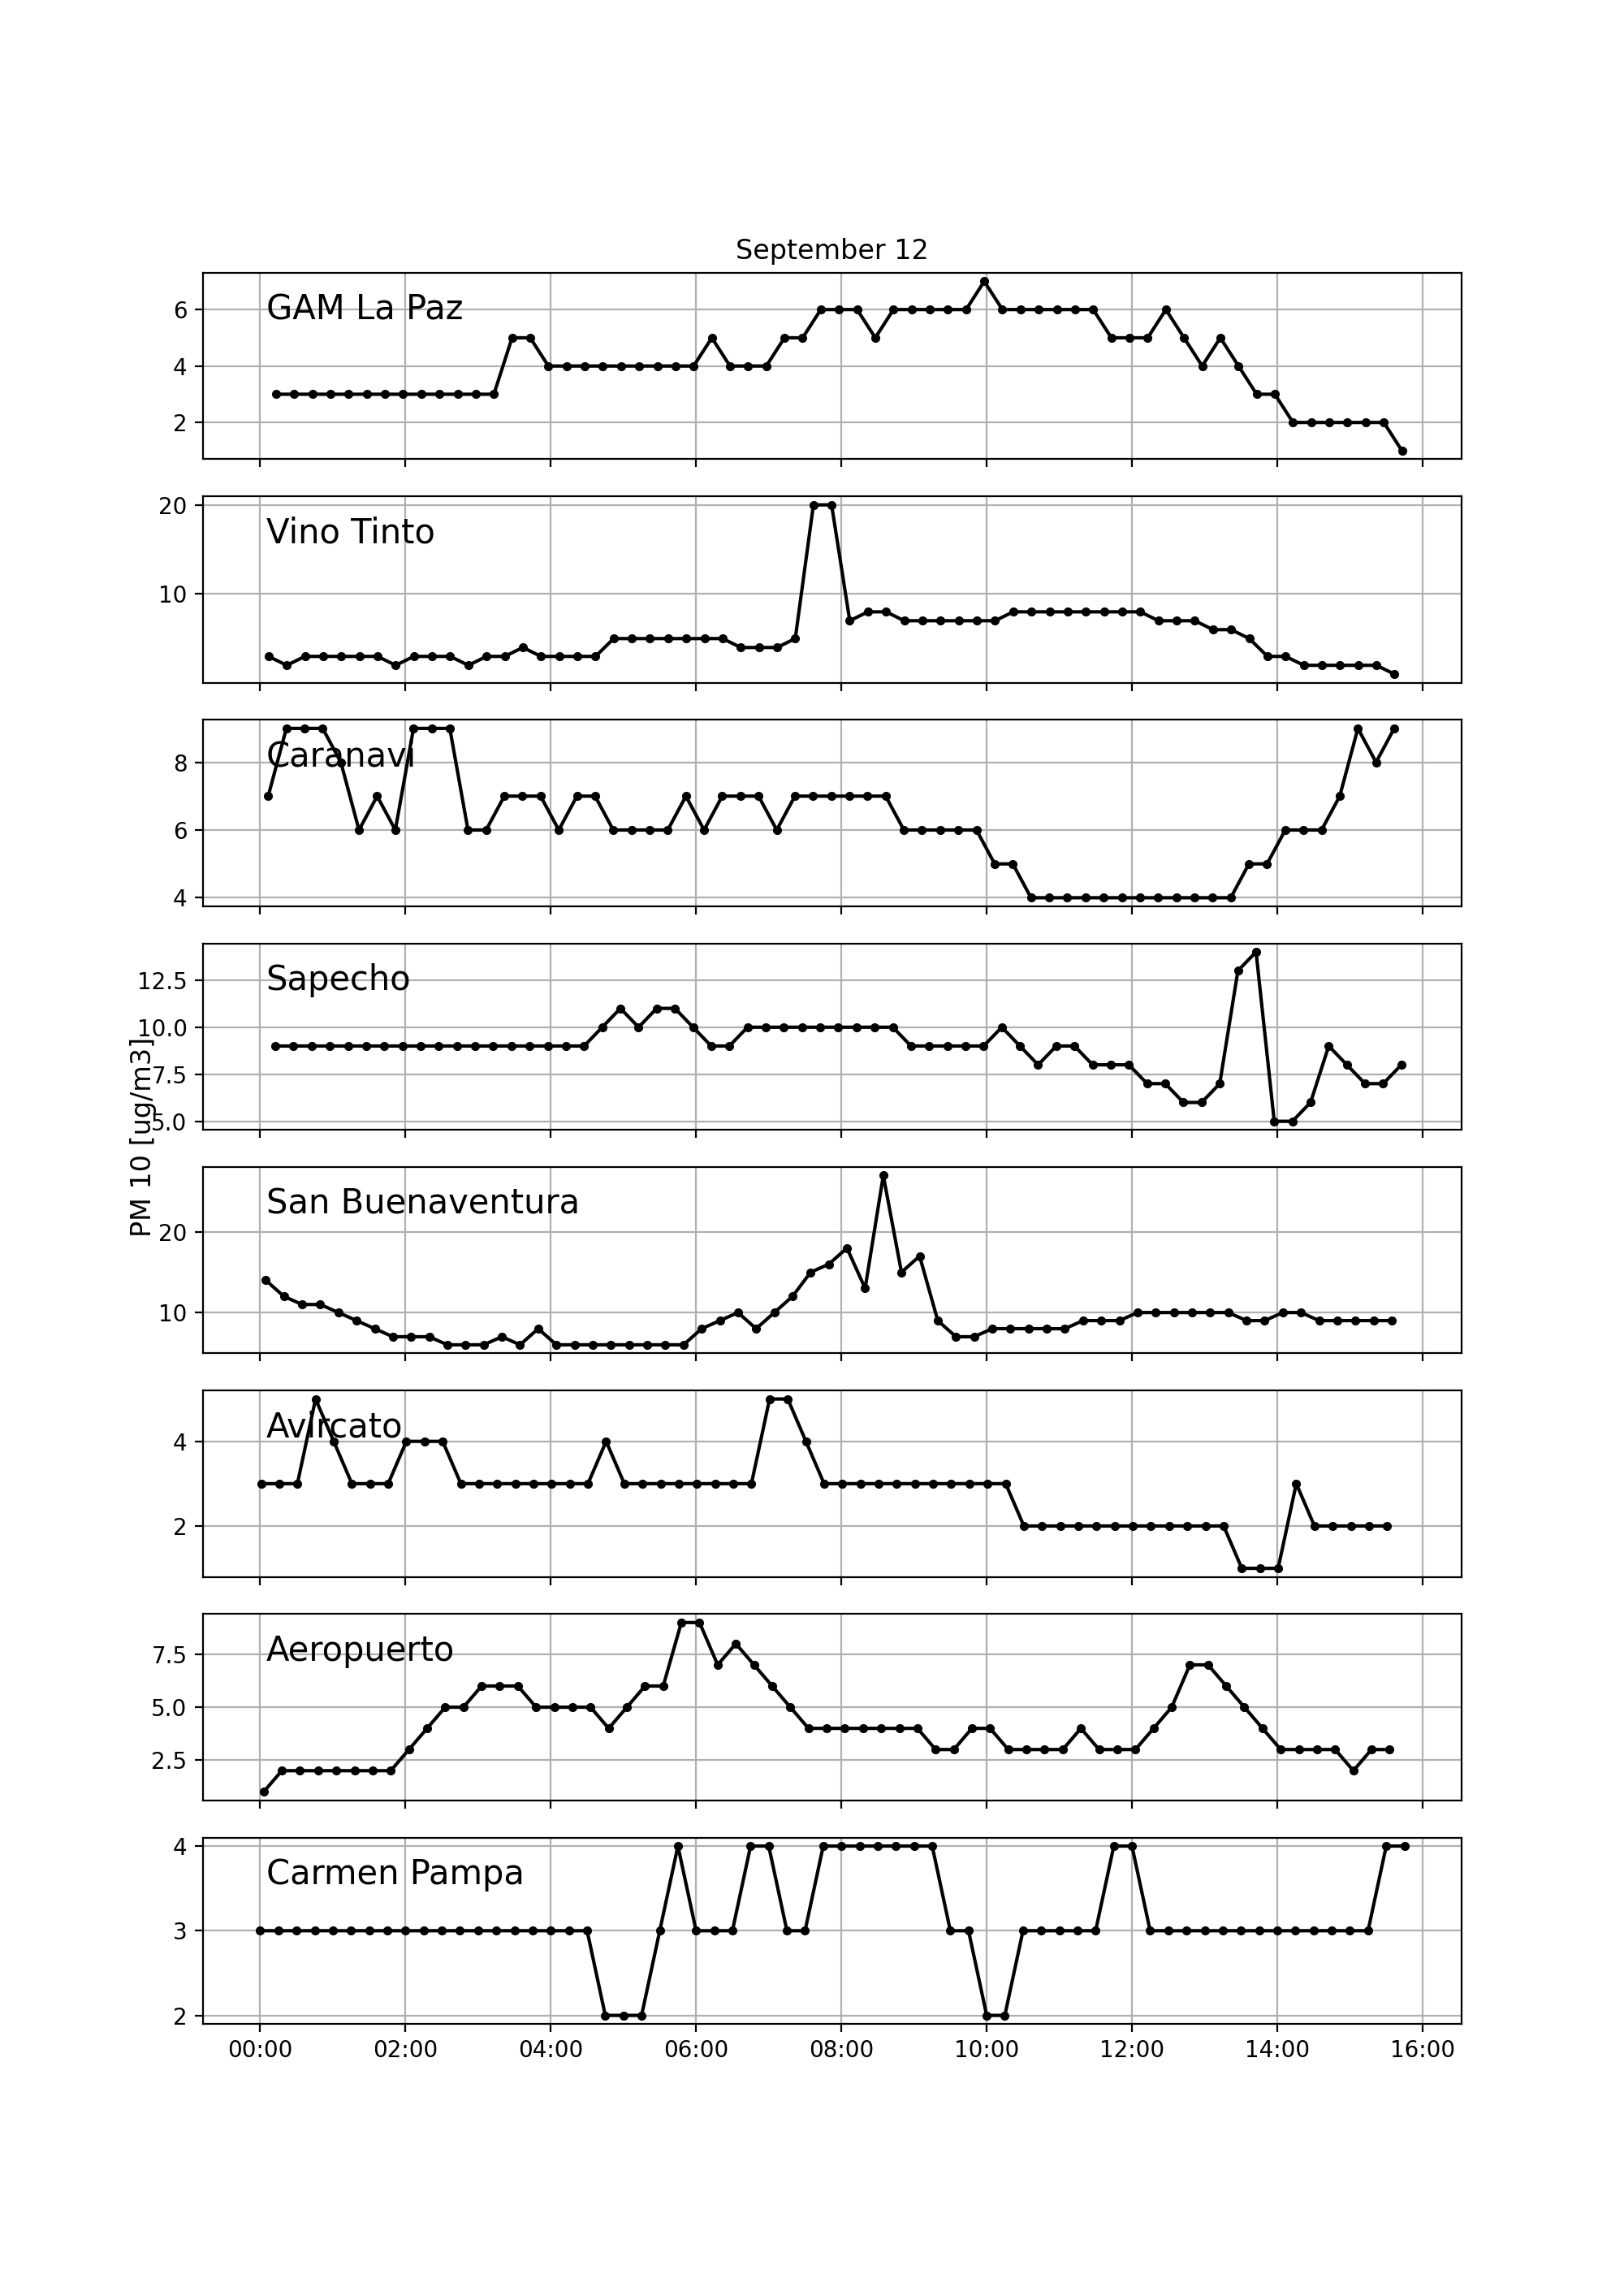 September 12
GAM La Paz
6
4
2
Vino Tinto
20
10
Caranavi
8
6
4
Sapecho
12.5
10.0
7.5
5.0
PM 10 [ug/m3]
San Buenaventura
20
10
Avircato
4
2
Aeropuerto
7.5
5.0
2.5
Carmen Pampa
4
3
2
00:00 02:00 04:00 06:00 08:00 10:00 12:00 14:00 16:00